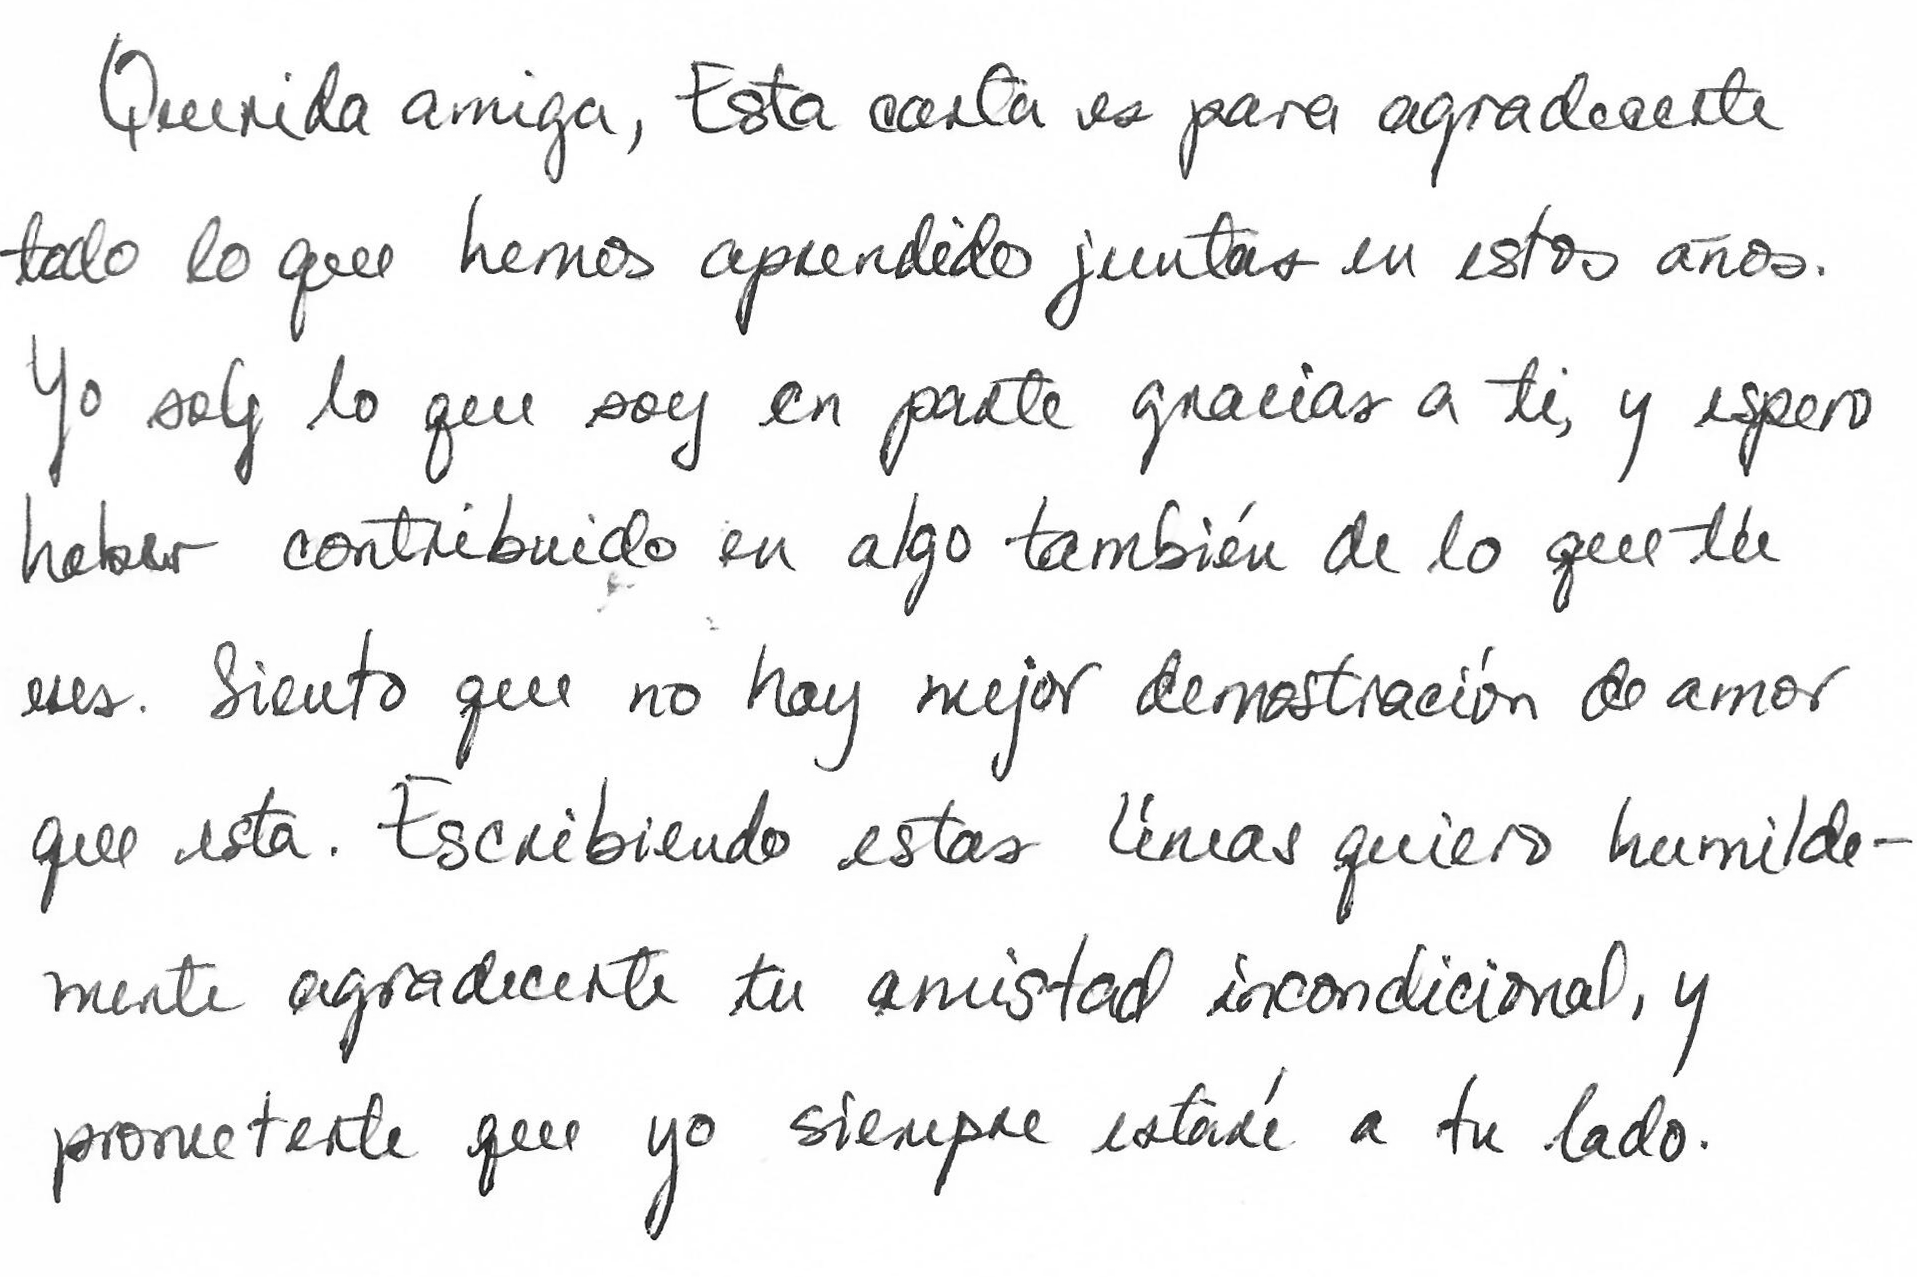 Querida amiga, Esta carta es para agradecerte
todo lo que hemos aprendido juntas en estos años.
Yo soy lo que soy en parte gracias a ti, y espero
haber contribuido en algo también de lo que tú
eres. Siento que no hay mejor demostración de amor
que esta. Escribiendo estas líneas quiero humilde-
mente agradecerte tu amistad incondicional, y
prometerte que yo siempre estaré a tu lado.